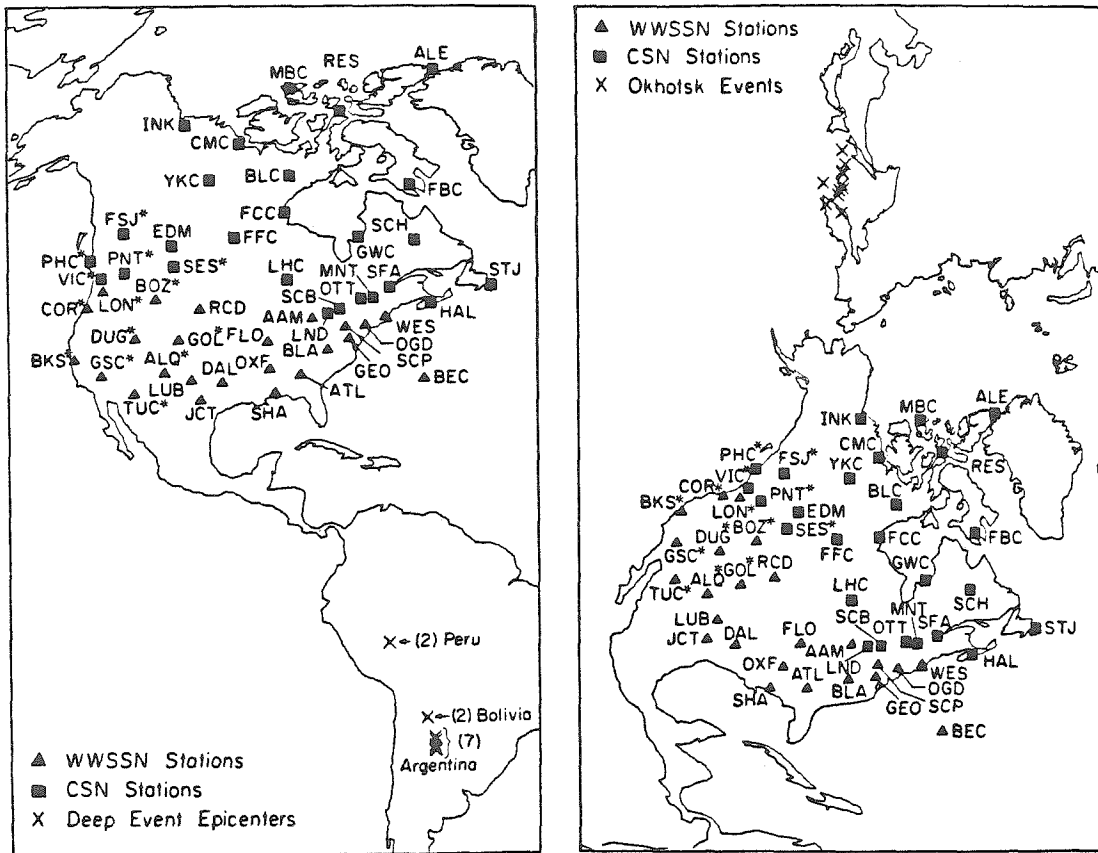 RES
ALE
MBC
INK
CMC
YKC
BLC
FBC
FCC
FSJ*
EDM
FFC
SCH
GWC
PHC*
PNT*
SES*
VIC*
BOZ*
LHC
MNT
SFA
STJ
OTT
COR*
LON*
RCD
SCB
HAL
AAM
WES
DUG*
GOL*
FLO
LND
OGD
BKS*
GSC*
ALQ*
OXF
BLA
SCP
GEO
LUB
DAL
ATL
BEC
TUC*
JCT
SHA
←(2) Peru
←(2) Bolivia
(7)
Argentina
▲ WWSSN Stations
■ CSN Stations
X Deep Event Epicenters
▲ WWSSN Stations
■ CSN Stations
X Okhotsk Events
INK
MBC
ALE
CMC
RES
PHC*
FSJ*
YKC
VIC*
BLC
COR*
PNT*
BKS*
LON*
EDM
BOZ*
SES*
FCC
FBC
DUG*
FFC
GSC*
GWC
GOL*
RCD
ALQ*
TUC*
LHC
SCH
MNT
SCB
SFA
LUB
OTT
STJ
JCT
DAL
FLO
AAM
HAL
OXF
LND
WES
ATL
OGD
SHA
BLA
SCP
GEO
BEC